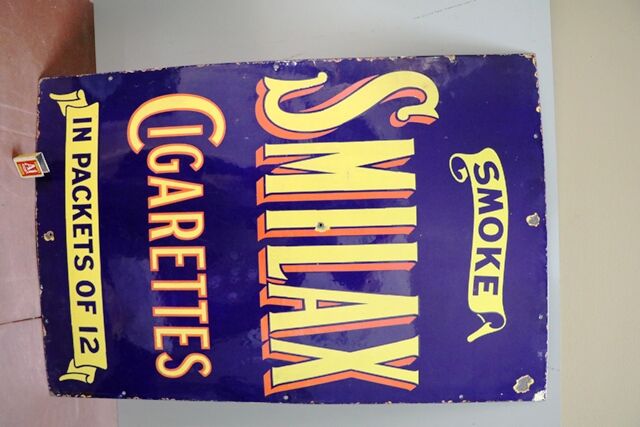 SMOKE
SMILAX
CIGARETTES
IN PACKETS OF 12